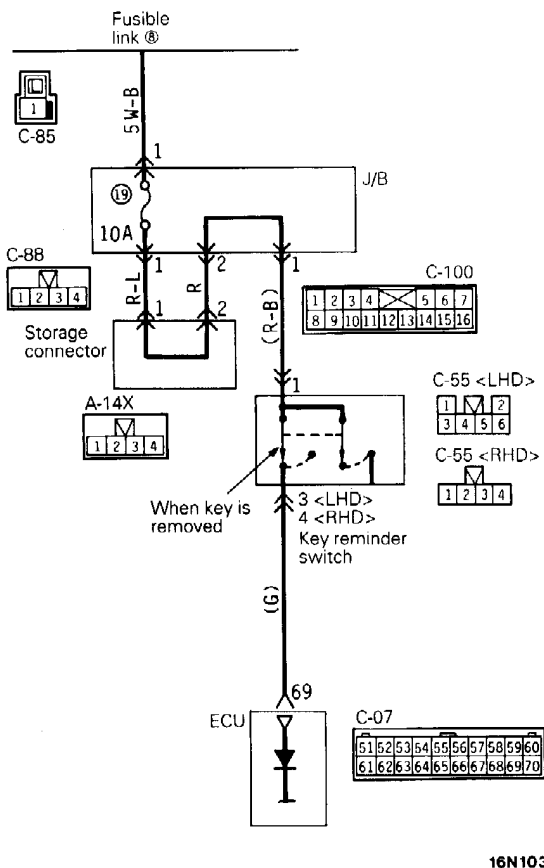 Fusible
link ⑧
1
C-85
5W-B
1
J/B
⑲
10A
C-88
1 2 3 4
1
2
1
R-L
R
(R-B)
C-100
1 2 3 4 5 6 7
8 9 10 11 12 13 14 15 16
Storage
connector
1
2
1
A-14X
1 2 3 4
C-55 <LHD>
1 2
3 4 5 6
C-55 <RHD>
1 2 3 4
When key is
removed
3 <LHD>
4 <RHD>
Key reminder
switch
(G)
69
ECU
C-07
51 52 53 54 55 56 57 58 59 60
61 62 63 64 65 66 67 68 69 70
16N103